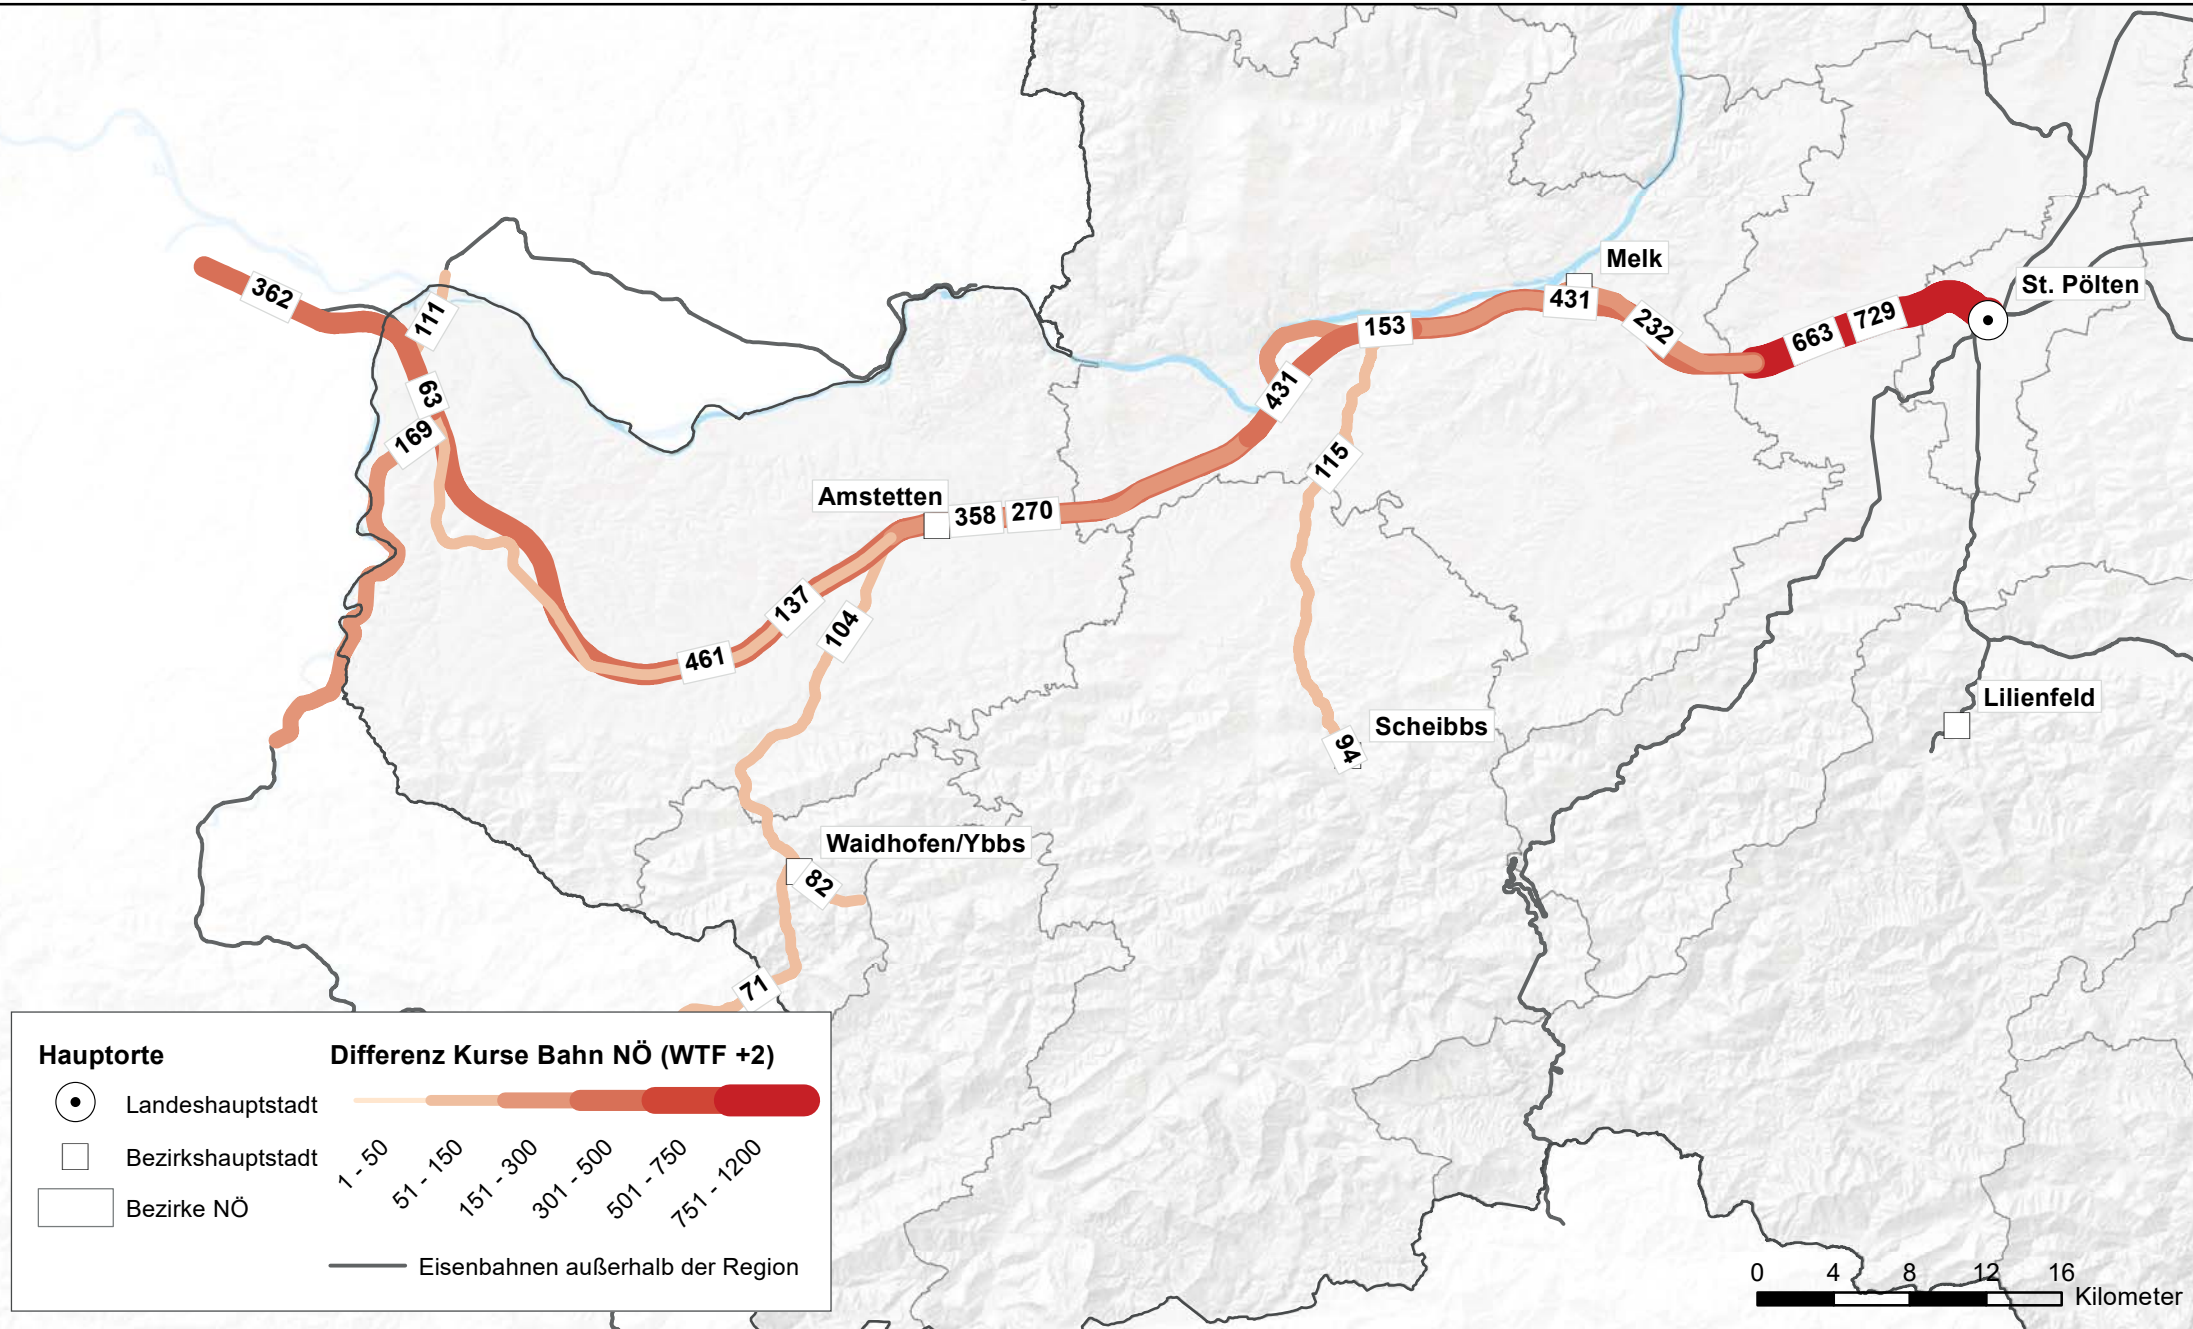 Melk
St. Pölten
362
111
431
232
153
663
729
63
431
169
115
Amstetten
358
270
137
104
461
Lilienfeld
Scheibbs
94
Waidhofen/Ybbs
82
71
Hauptorte
Landeshauptstadt
Bezirkshauptstadt
Bezirke NÖ
Differenz Kurse Bahn NÖ (WTF +2)
1 - 50
51 - 150
151 - 300
301 - 500
501 - 750
751 - 1200
Eisenbahnen außerhalb der Region
0 4 8 12 16
Kilometer